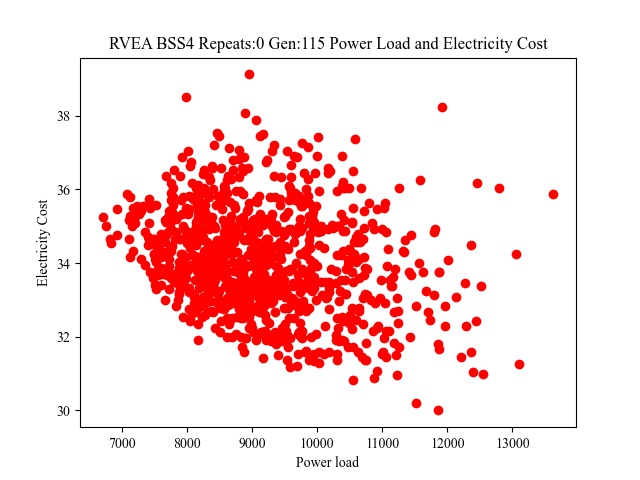 RVEA BSS4 Repeats:0 Gen:115 Power Load and Electricity Cost
38
36
34
32
30
Electricity Cost
7000 8000 9000 10000 11000 12000 13000
Power load